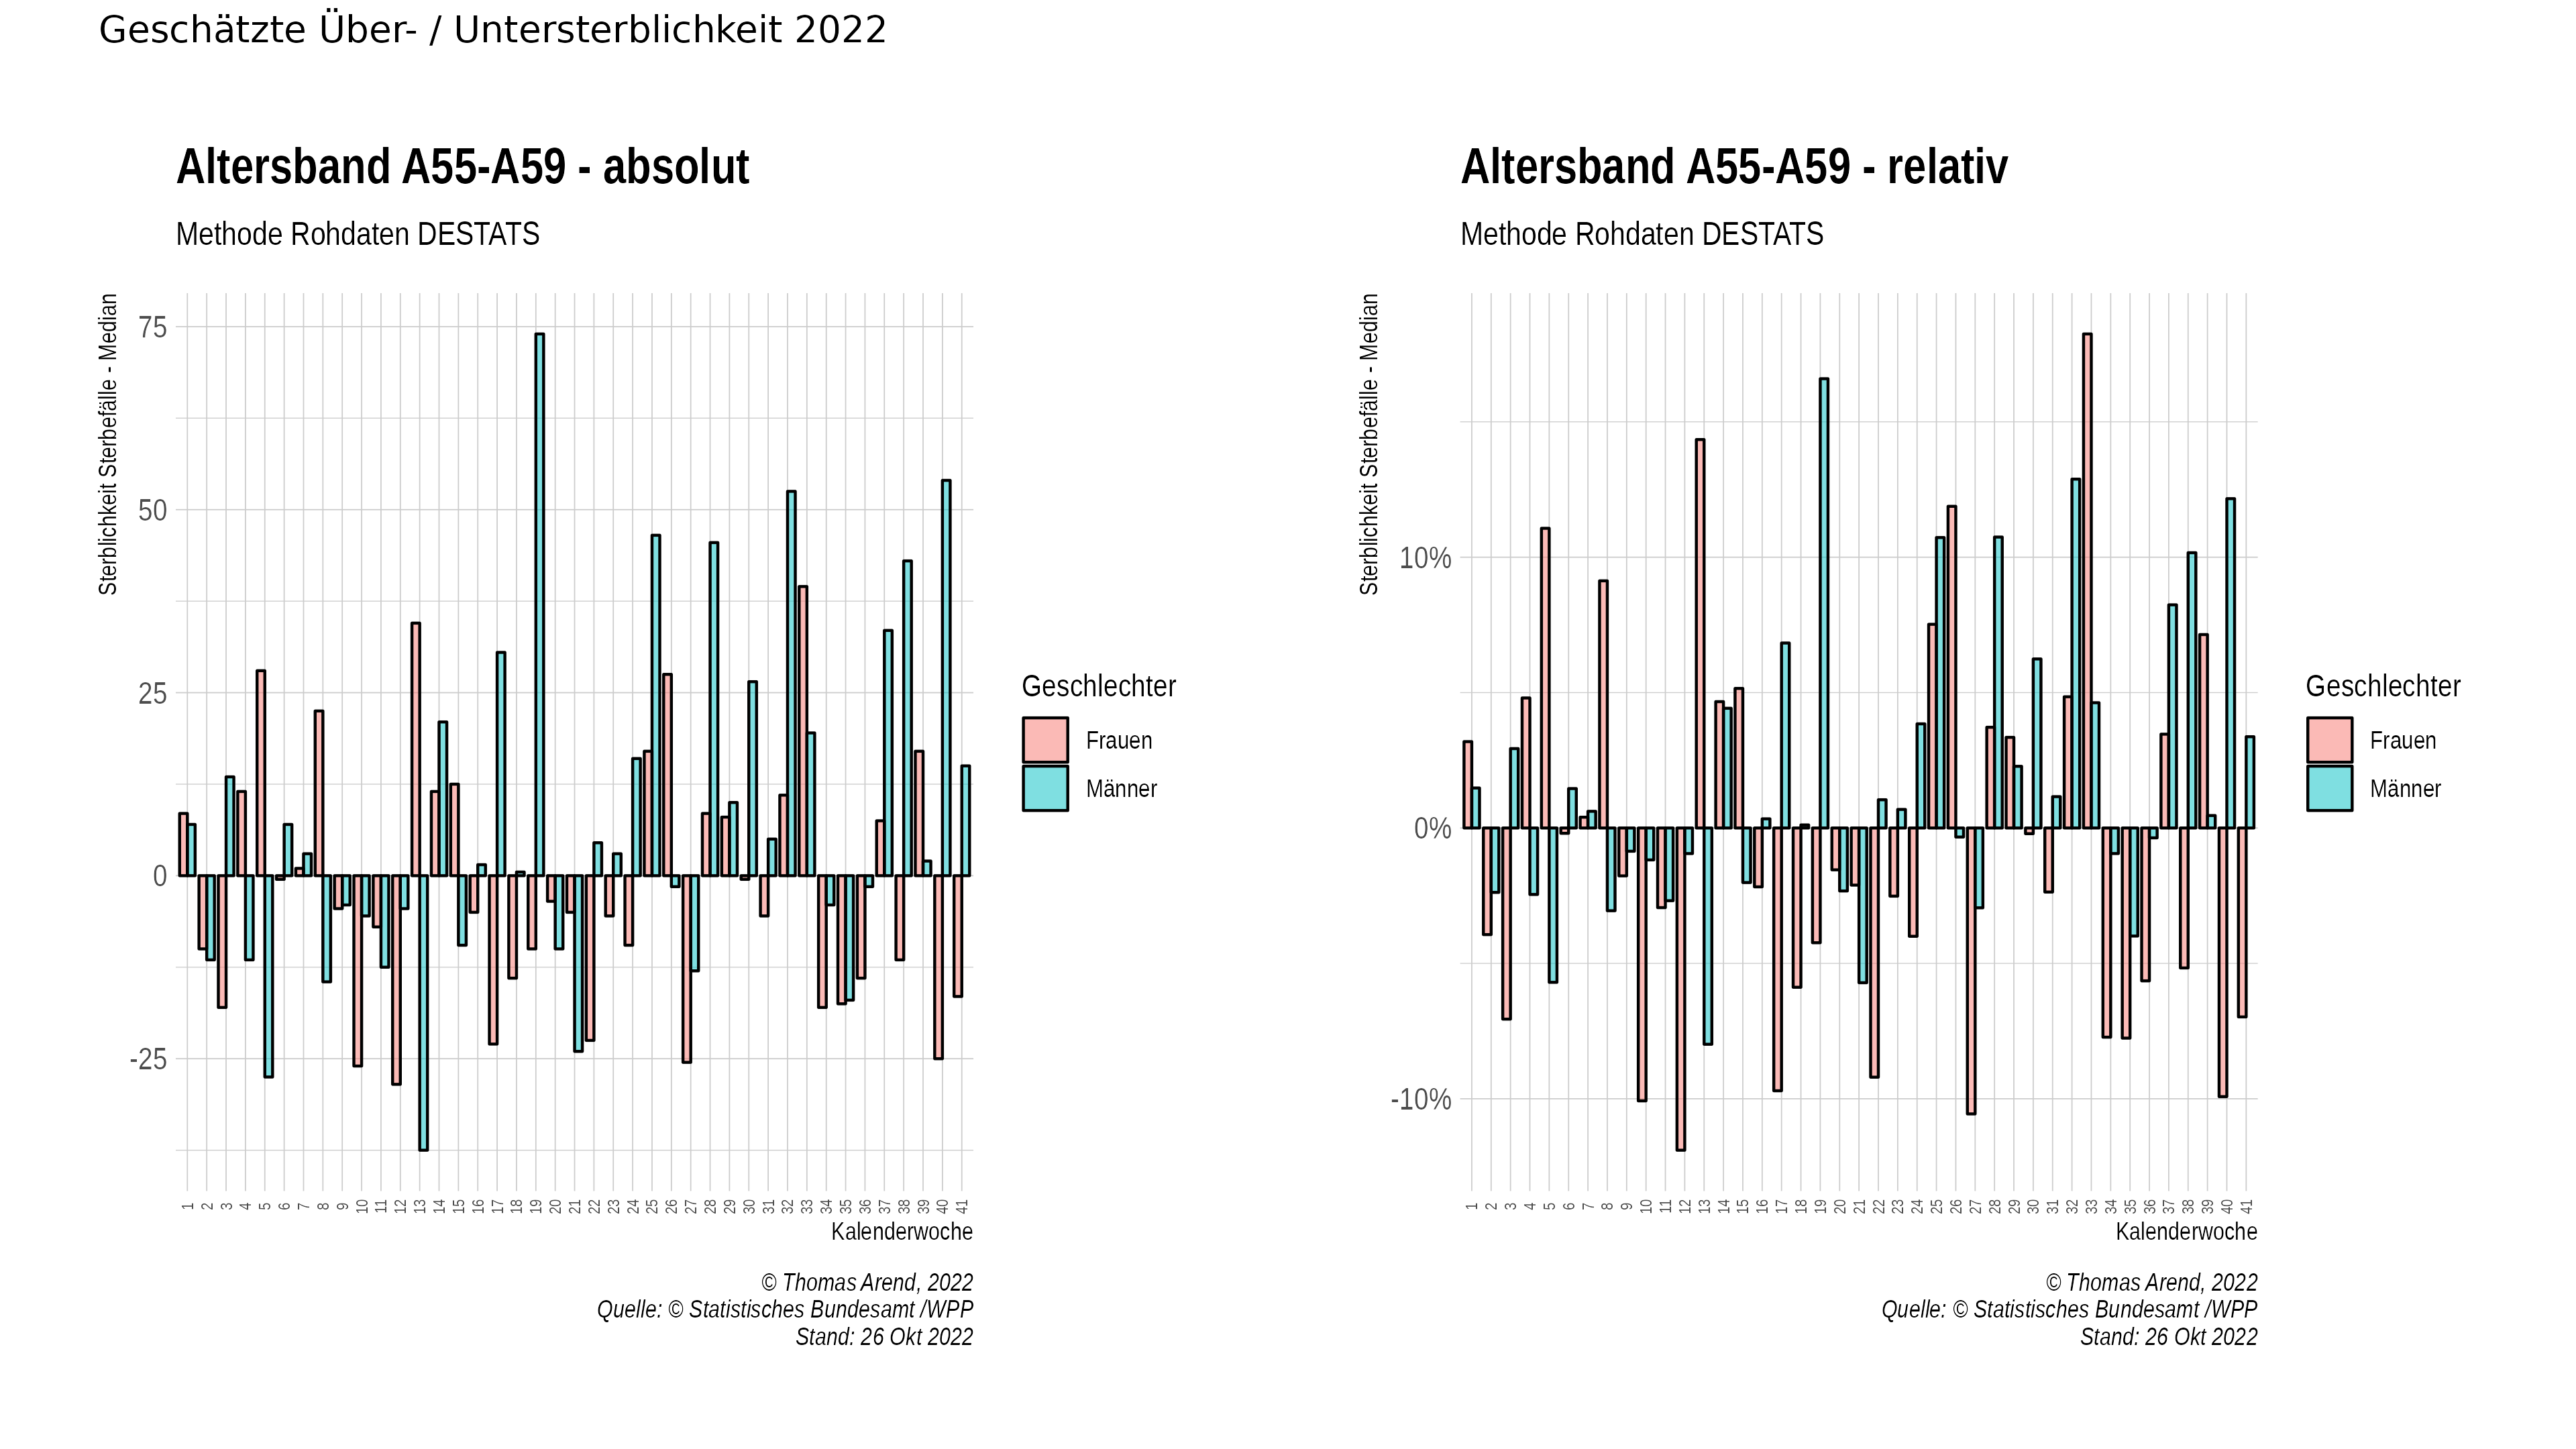 Geschätzte Über- / Untersterblichkeit 2022
Altersband A55-A59 - absolut
Methode Rohdaten DESTATS
Sterblichkeit Sterbefälle - Median
75
50
25
0
-25
1 2 3 4 5 6 7 8 9 10 11 12 13 14 15 16 17 18 19 20 21 22 23 24 25 26 27 28 29 30 31 32 33 34 35 36 37 38 39 40 41
Kalenderwoche
Geschlechter
Frauen
Männer
© Thomas Arend, 2022
Quelle: © Statistisches Bundesamt /WPP
Stand: 26 Okt 2022
Altersband A55-A59 - relativ
Methode Rohdaten DESTATS
Sterblichkeit Sterbefälle - Median
10%
0%
-10%
1 2 3 4 5 6 7 8 9 10 11 12 13 14 15 16 17 18 19 20 21 22 23 24 25 26 27 28 29 30 31 32 33 34 35 36 37 38 39 40 41
Kalenderwoche
Geschlechter
Frauen
Männer
© Thomas Arend, 2022
Quelle: © Statistisches Bundesamt /WPP
Stand: 26 Okt 2022